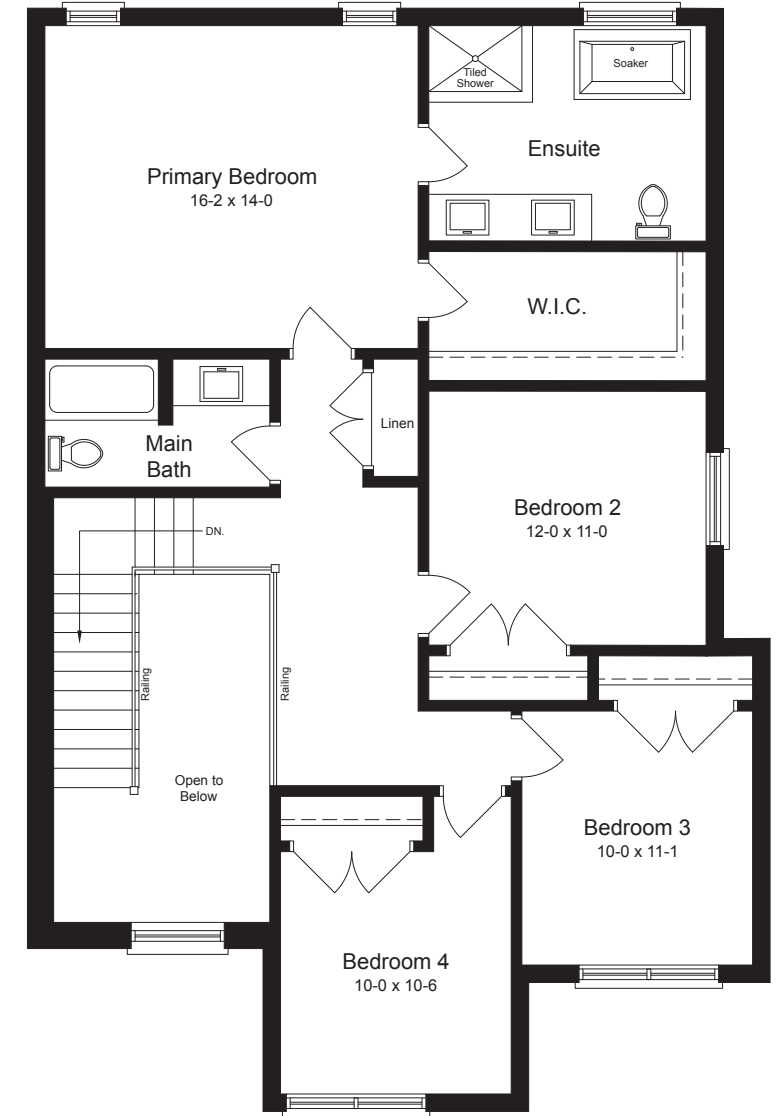 Tiled
Shower
Soaker
Ensuite
Primary Bedroom
16-2 x 14-0
W.I.C.
Linen
Main
Bath
Bedroom 2
12-0 x 11-0
DN.
Railing
Railing
Open to
Below
Bedroom 3
10-0 x 11-1
Bedroom 4
10-0 x 10-6